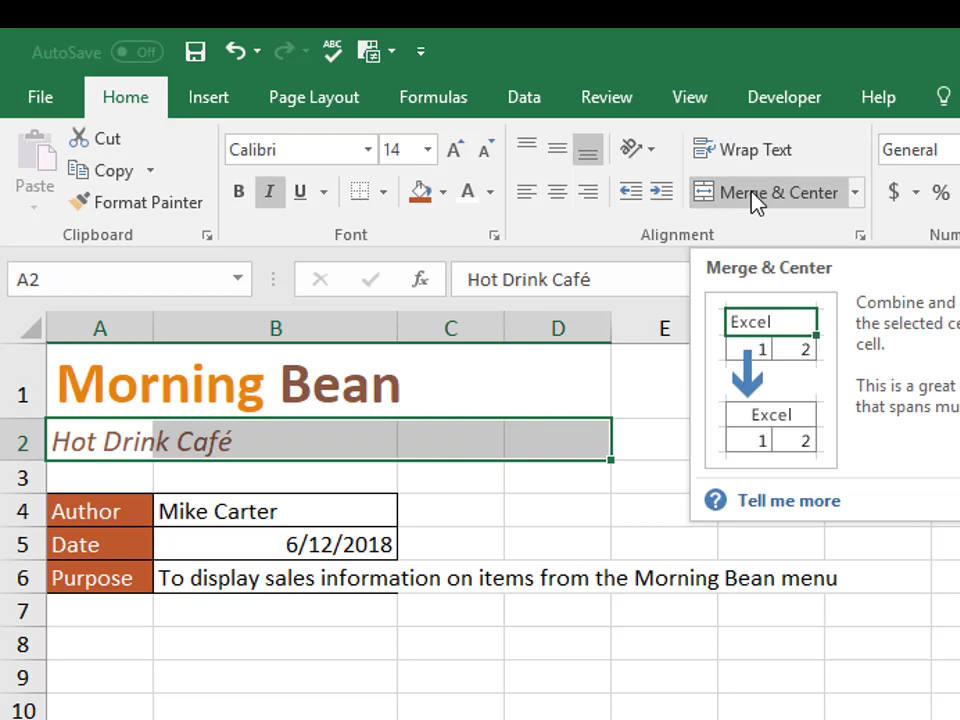 AutoSave Off ABC
File Home Insert Page Layout Formulas Data Review View Developer Help
Paste
Cut
Copy
Format Painter
Clipboard
Calibri 14 A A
B I U A
Font
ab
Wrap Text
Merge & Center
Alignment
General
$ %
Num
A2 fx Hot Drink Café
Merge & Center
Excel
1 2
Excel
1 2
Combine and
the selected ce
cell.
This is a great
that spans mu
? Tell me more
A B C D E
1 Morning Bean
2 Hot Drink Café
3
4 Author Mike Carter
5 Date 6/12/2018
6 Purpose To display sales information on items from the Morning Bean menu
7
8
9
10